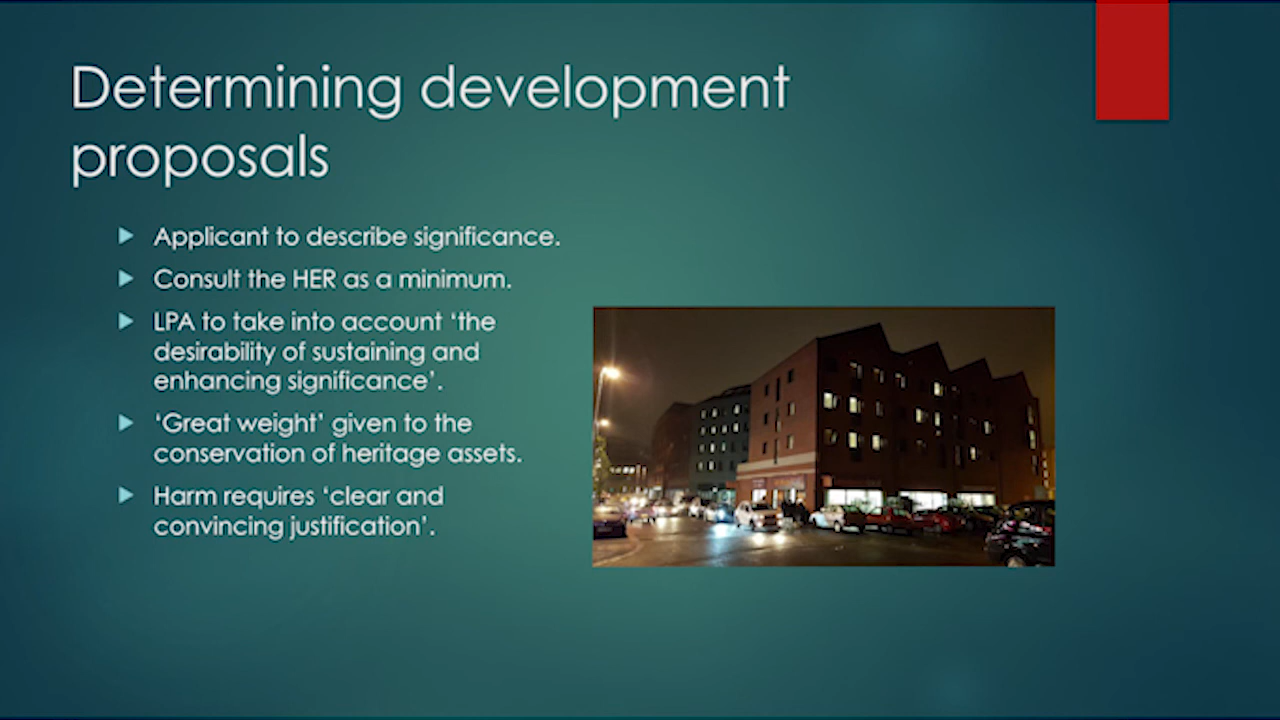 Determining development
proposals
Applicant to describe significance.
Consult the HER as a minimum.
LPA to take into account ‘the
desirability of sustaining and
enhancing significance’.
‘Great weight’ given to the
conservation of heritage assets.
Harm requires ‘clear and
convincing justification’.